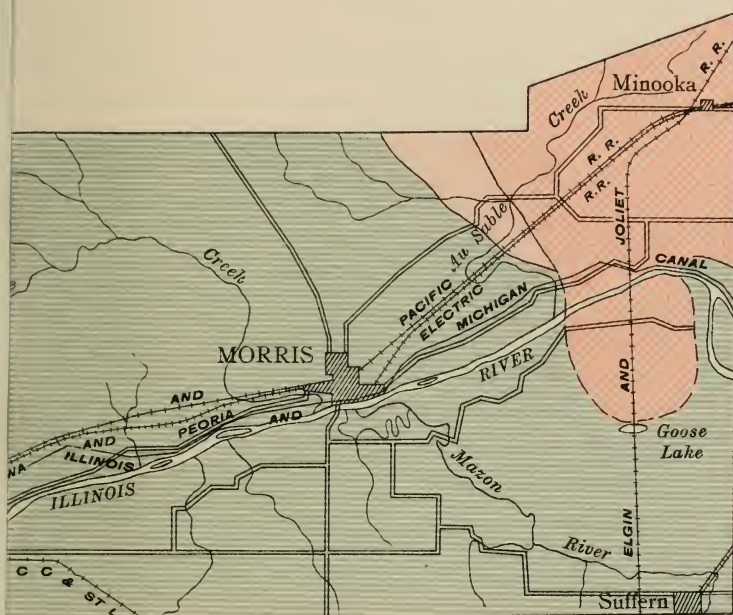 R. R.
Minooka
Creek
R. R.
R.R.
JOLIET
Au Sable
CANAL
Creek
PACIFIC
ELECTRIC
MICHIGAN
MORRIS
RIVER
AND
AND
PEORIA
AND
AND
NA
AND
ILLINOIS
ILLINOIS
Goose
Lake
Mazon
ELGIN
River
C C & ST L
Suffern